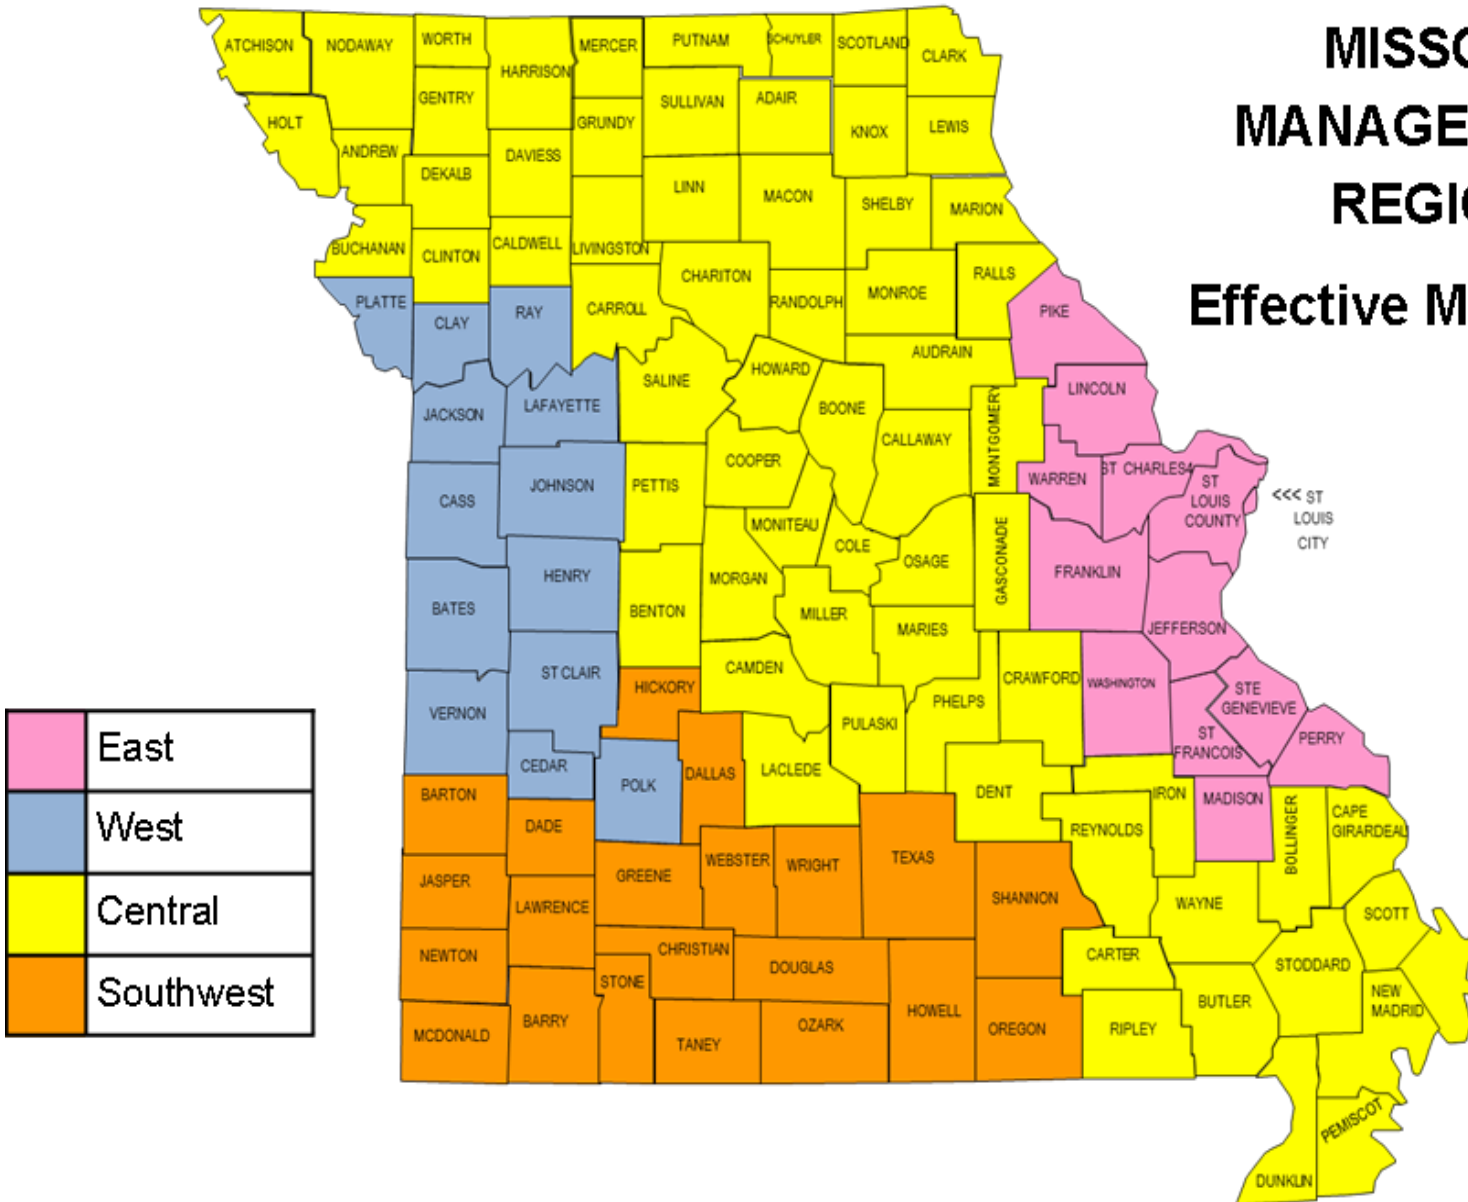 MISSO
MANAGE
REGI
Effective M
ATCHISON
NODAWAY
WORTH
HARRISON
MERCER
PUTNAM
SCHUYLER
SCOTLAND
CLARK
HOLT
ANDREW
GENTRY
DEKALB
DAVIESS
GRUNDY
SULLIVAN
ADAIR
KNOX
LEWIS
BUCHANAN
CLINTON
CALDWELL
LIVINGSTON
LINN
MACON
SHELBY
MARION
PLATTE
CLAY
RAY
CARROLL
CHARITON
RANDOLPH
MONROE
RALLS
PIKE
JACKSON
LAFAYETTE
SALINE
HOWARD
BOONE
AUDRAIN
CALLAWAY
MONTGOMERY
LINCOLN
CASS
JOHNSON
PETTIS
COOPER
MONITEAU
COLE
OSAGE
GASCONADE
WARREN
ST CHARLES
ST
LOUIS
COUNTY
<<< ST
LOUIS
CITY
BATES
HENRY
BENTON
MORGAN
MILLER
MARIES
FRANKLIN
JEFFERSON
VERNON
ST CLAIR
HICKORY
CAMDEN
PULASKI
PHELPS
CRAWFORD
WASHINGTON
STE
GENEVIEVE
ST
FRANCOIS
PERRY
CEDAR
POLK
DALLAS
LACLEDE
DENT
IRON
MADISON
BOLLINGER
CAPE
GIRARDEAU
BARTON
DADE
GREENE
WEBSTER
WRIGHT
TEXAS
SHANNON
REYNOLDS
WAYNE
SCOTT
JASPER
LAWRENCE
CHRISTIAN
DOUGLAS
HOWELL
CARTER
STODDARD
NEWTON
STONE
OREGON
RIPLEY
BUTLER
NEW
MADRID
MCDONALD
BARRY
TANEY
OZARK
PEMISCOT
DUNKLIN
East
West
Central
Southwest